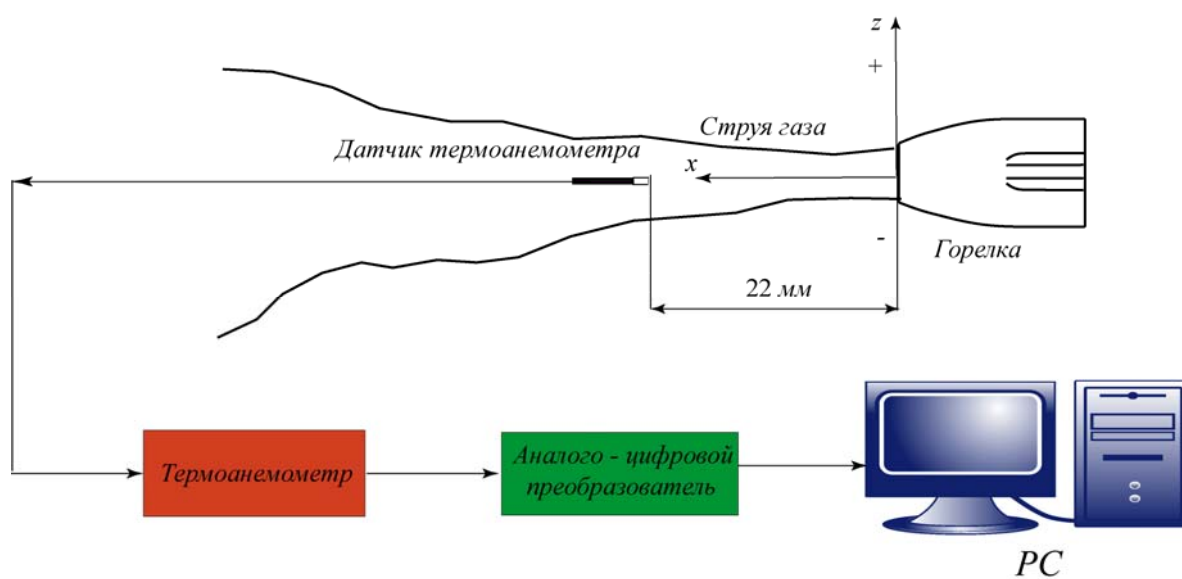 z
+
Струя газа
Датчик термоанемометра
x
-
Горелка
22 мм
Термоанемометр
Аналого - цифровой
преобразователь
PC